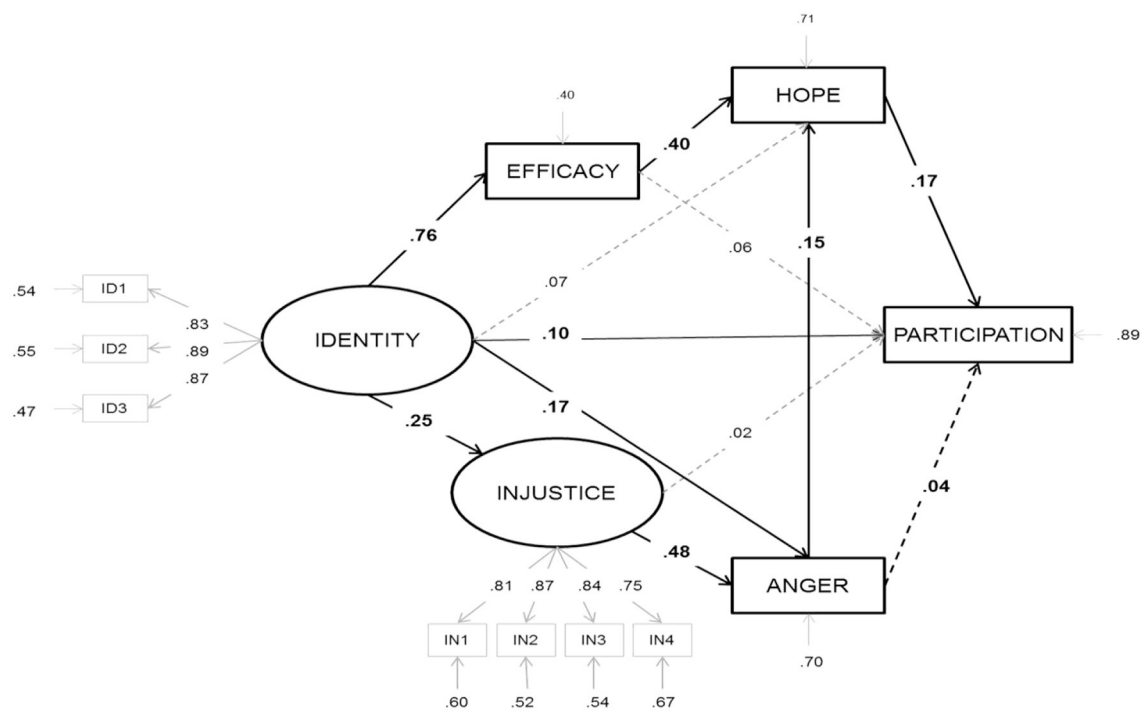 .71
HOPE
.40
EFFICACY
.40
.17
.76
.15
.06
.07
.54
ID1
.83
IDENTITY
.10
PARTICIPATION
.89
.55
ID2
.89
.87
.47
ID3
.25
.17
.02
INJUSTICE
.04
.48
ANGER
.81
.87
.84
.75
IN1
IN2
IN3
IN4
.70
.60
.52
.54
.67